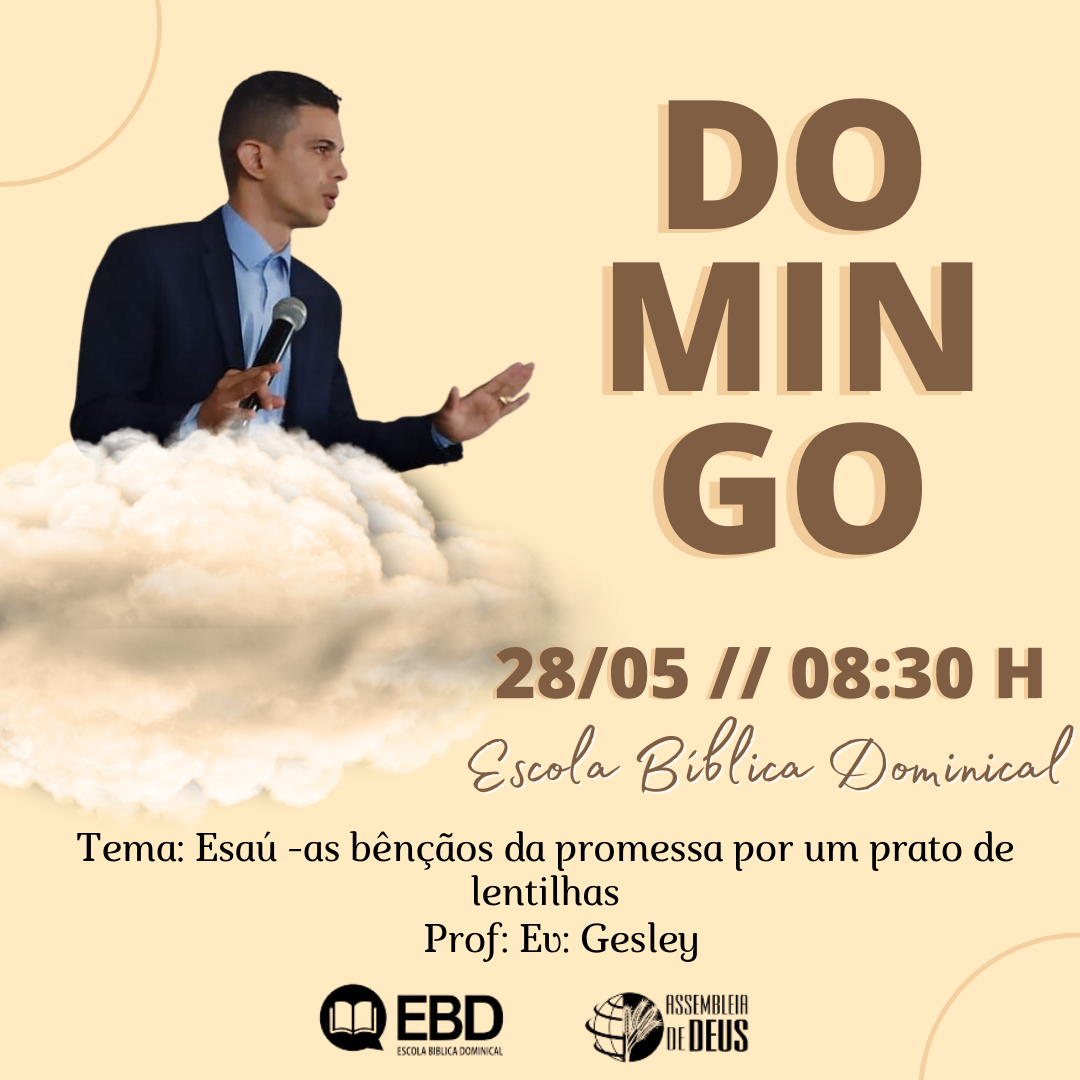 DO
MIN
GO
28/05 // 08:30 H
Escola Bíblica Dominical
Tema: Esaú -as bênçãos da promessa por um prato de
lentilhas
Prof: Ev: Gesley
EBD
ESCOLA BIBLICA DOMINICAL
ASSEMBLEIA
DE DEUS